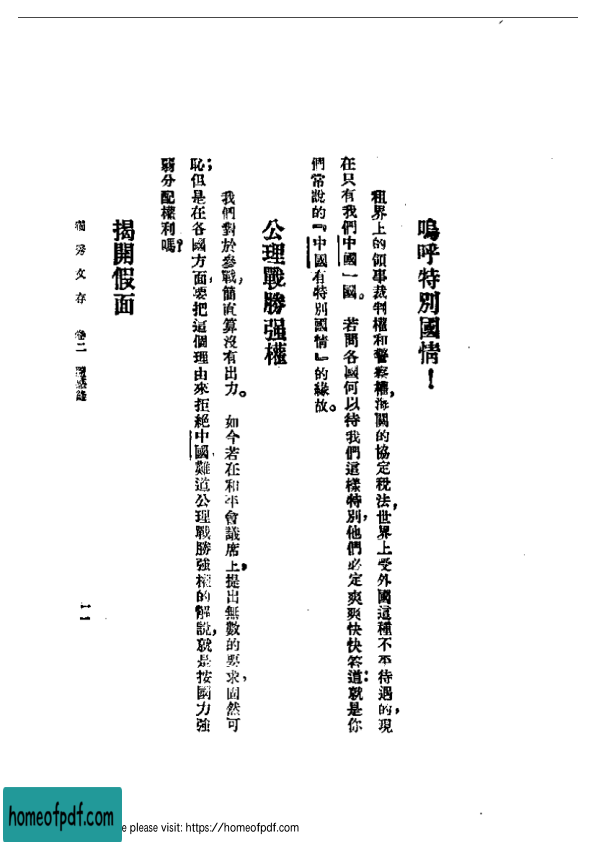 嗚呼特別國情！
租界上的領事裁判權和警察權，海關的協定稅法，世界上受外國這種不平待遇的，現
在只有我們中國一國。　若問各國何以待我們這樣特別，他們必定爽爽快快答道：就是你
們常說的『中國有特別國情』的緣故。
公理戰勝强權
我們對於參戰，簡直算沒有出力。　如今若在和平會議席上，提出無數的要求，固然可
恥；但是在各國方面，要把這個理由來拒絕中國，難道公理戰勝强權的解說，就是按國力强
弱分配權利嗎？
揭開假面
獨秀文存　卷二　隨感錄
一一
homeofpdf.com
e please visit: https://homeofpdf.com